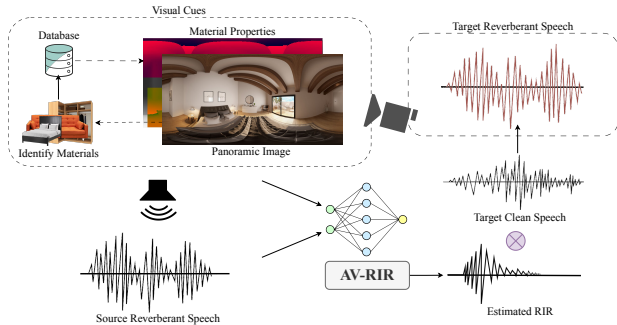 Visual Cues
Target Reverberant Speech
Database
Material Properties
Identify Materials
Panoramic Image
Target Clean Speech
AV-RIR
Estimated RIR
Source Reverberant Speech